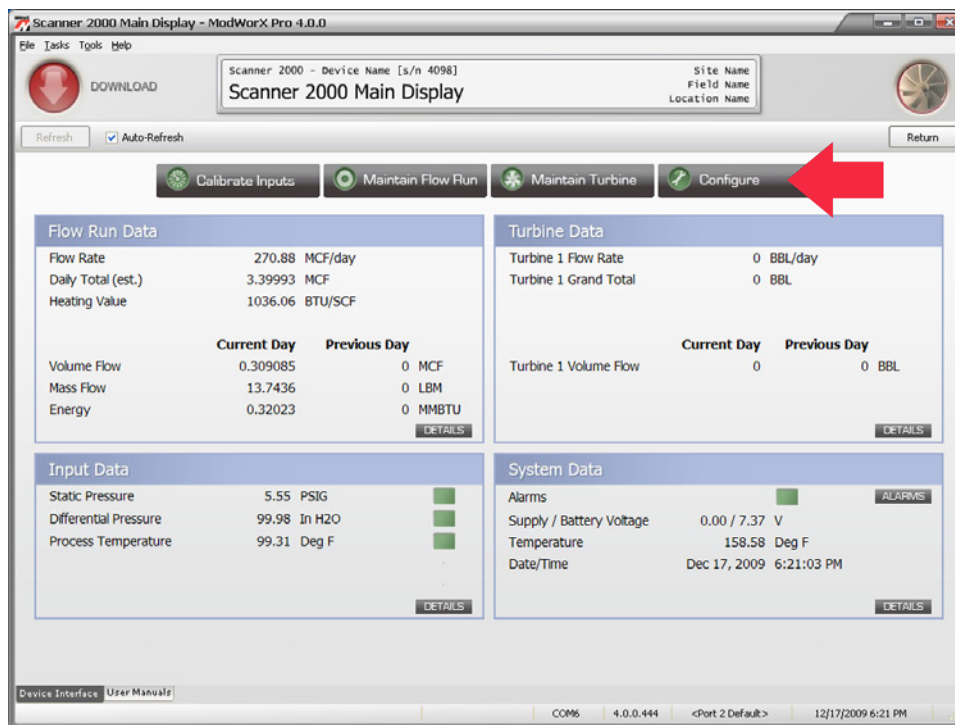 Scanner 2000 Main Display - ModWorX Pro 4.0.0
File Tasks Tools Help
DOWNLOAD
Scanner 2000 - Device Name [s/n 4098]
Scanner 2000 Main Display
Site Name
Field Name
Location Name
Refresh Auto-Refresh Return
Calibrate Inputs Maintain Flow Run Maintain Turbine Configure
Flow Run Data
Flow Rate 270.88 MCF/day
Daily Total (est.) 3.39993 MCF
Heating Value 1036.06 BTU/SCF
Current Day Previous Day
Volume Flow 0.309085 0 MCF
Mass Flow 13.7436 0 LBM
Energy 0.32023 0 MMBTU
DETAILS
Turbine Data
Turbine 1 Flow Rate 0 BBL/day
Turbine 1 Grand Total 0 BBL
Current Day Previous Day
Turbine 1 Volume Flow 0 0 BBL
DETAILS
Input Data
Static Pressure 5.55 PSIG
Differential Pressure 99.98 In H2O
Process Temperature 99.31 Deg F
DETAILS
System Data
Alarms ALARMS
Supply / Battery Voltage 0.00 / 7.37 V
Temperature 158.58 Deg F
Date/Time Dec 17, 2009 6:21:03 PM
DETAILS
Device Interface User Manuals
COM6 4.0.0.444 <Port 2 Default> 12/17/2009 6:21 PM